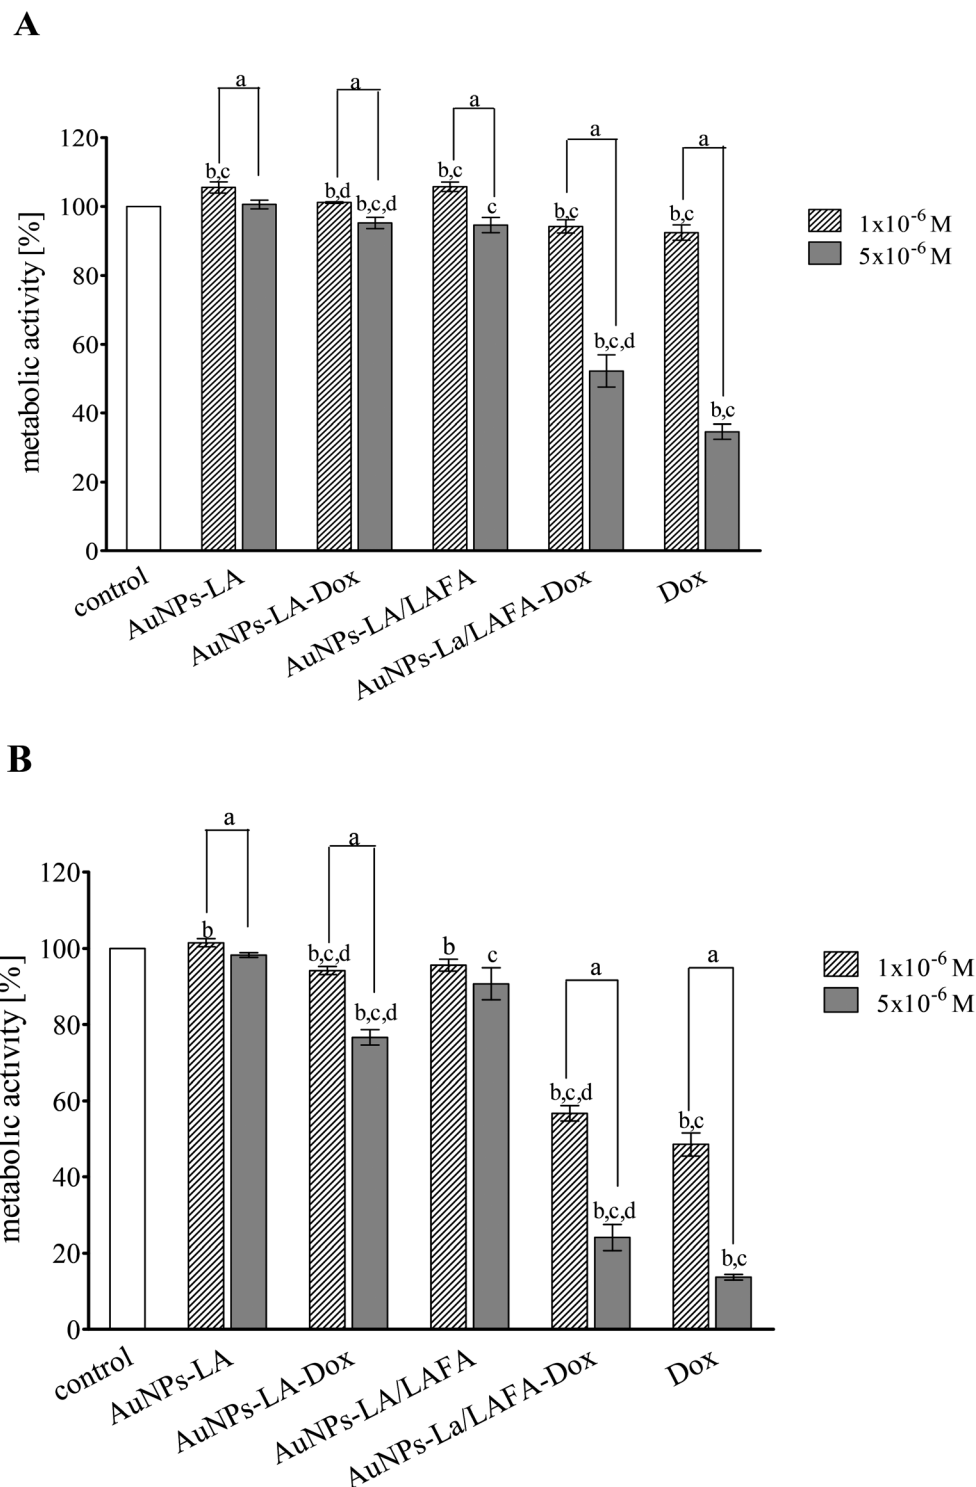 A
a a a a a
120
100
80
60
40
20
0
metabolic activity [%]
b,c b,d b,c,d b,c c b,c b,c,d b,c b,c
1x10-6 M
5x10-6 M
control
AuNPs-LA
AuNPs-LA-Dox
AuNPs-LA/LAFA
AuNPs-La/LAFA-Dox
Dox
B
a a a a
120
100
80
60
40
20
0
metabolic activity [%]
b b,c,d b,c,d b c b,c,d b,c,d b,c b,c
1x10-6 M
5x10-6 M
control
AuNPs-LA
AuNPs-LA-Dox
AuNPs-LA/LAFA
AuNPs-La/LAFA-Dox
Dox